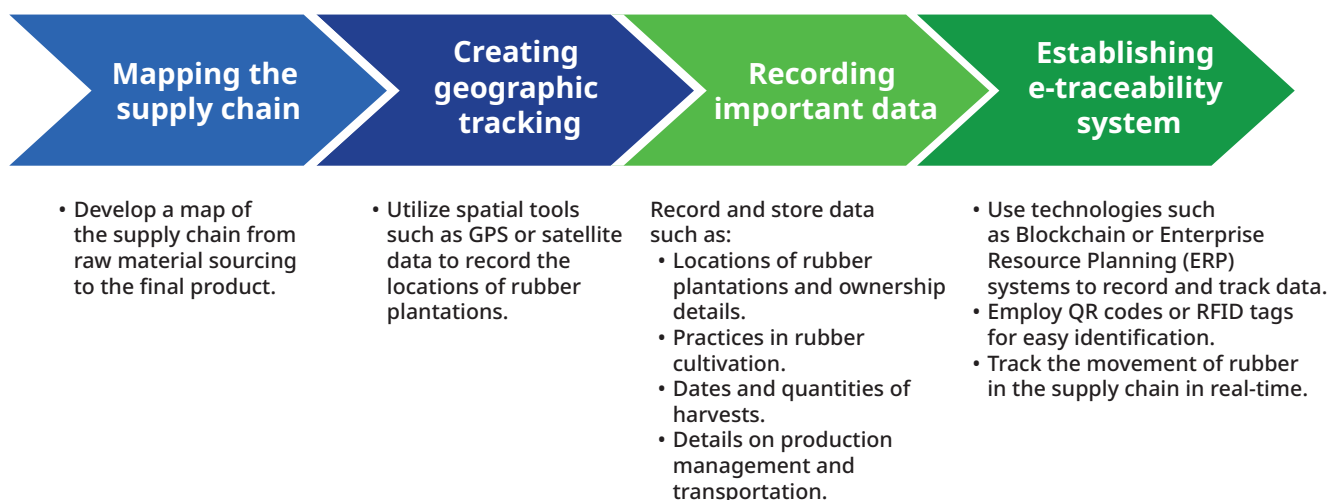 Mapping the
supply chain
Creating
geographic
tracking
Recording
important data
Establishing
e-traceability
system
• Develop a map of
the supply chain from
raw material sourcing
to the final product.
• Utilize spatial tools
such as GPS or satellite
data to record the
locations of rubber
plantations.
Record and store data
such as:
• Locations of rubber
plantations and ownership
details.
• Practices in rubber
cultivation.
• Dates and quantities of
harvests.
• Details on production
management and
transportation.
• Use technologies such
as Blockchain or Enterprise
Resource Planning (ERP)
systems to record and track data.
• Employ QR codes or RFID tags
for easy identification.
• Track the movement of rubber
in the supply chain in real-time.